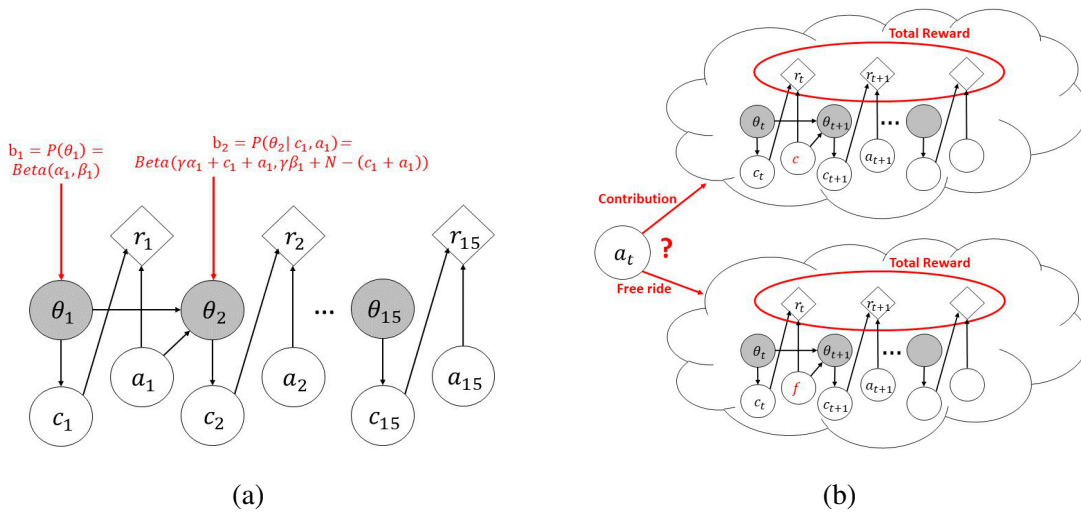 b₁ = P(θ₁) =
Beta(α₁, β₁)
b₂ = P(θ₂| c₁, a₁)=
Beta(γα₁ + c₁ + a₁, γβ₁ + N − (c₁ + a₁))
r₁ r₂ r₁₅
θ₁ θ₂ ... θ₁₅
a₁ a₂ a₁₅
c₁ c₂ c₁₅
(a)
Total Reward
rₜ rₜ₊₁
θₜ θₜ₊₁ ...
cₜ c cₜ₊₁ aₜ₊₁
Contribution
aₜ ?
Free ride
Total Reward
rₜ rₜ₊₁
θₜ θₜ₊₁ ...
cₜ f cₜ₊₁ aₜ₊₁
(b)